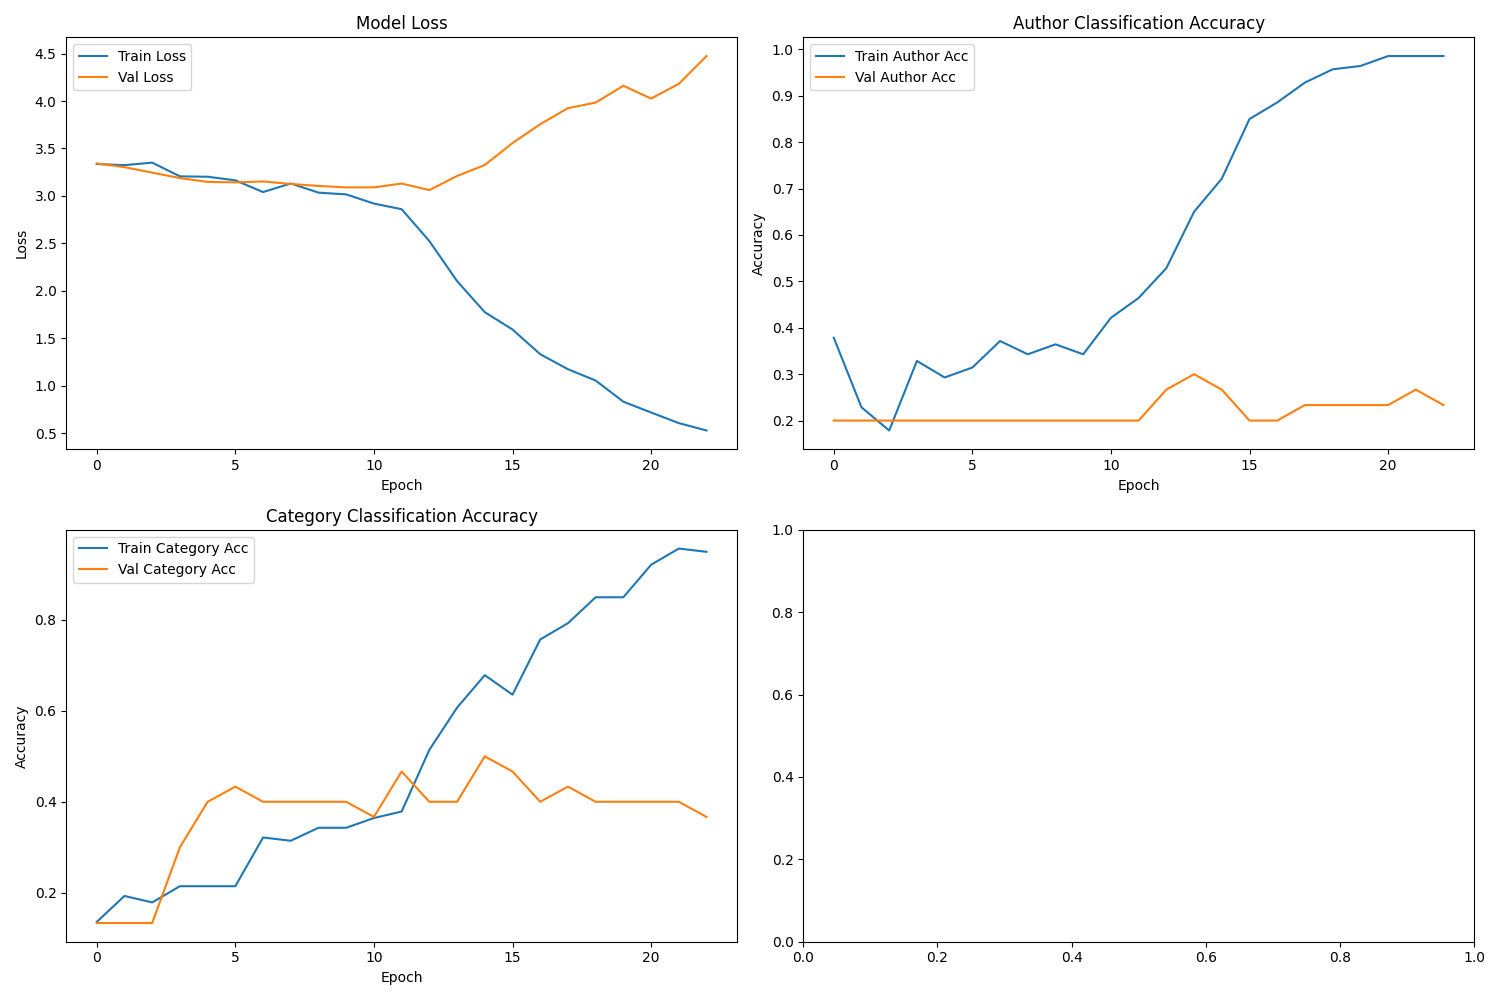 Model Loss
Train Loss
Val Loss
4.5
4.0
3.5
3.0
2.5
2.0
1.5
1.0
0.5
Loss
0 5 10 15 20
Epoch
Author Classification Accuracy
Train Author Acc
Val Author Acc
1.0
0.9
0.8
0.7
0.6
0.5
0.4
0.3
0.2
Accuracy
0 5 10 15 20
Epoch
Category Classification Accuracy
Train Category Acc
Val Category Acc
0.8
0.6
0.4
0.2
Accuracy
0 5 10 15 20
Epoch
1.0
0.8
0.6
0.4
0.2
0.0
0.0 0.2 0.4 0.6 0.8 1.0